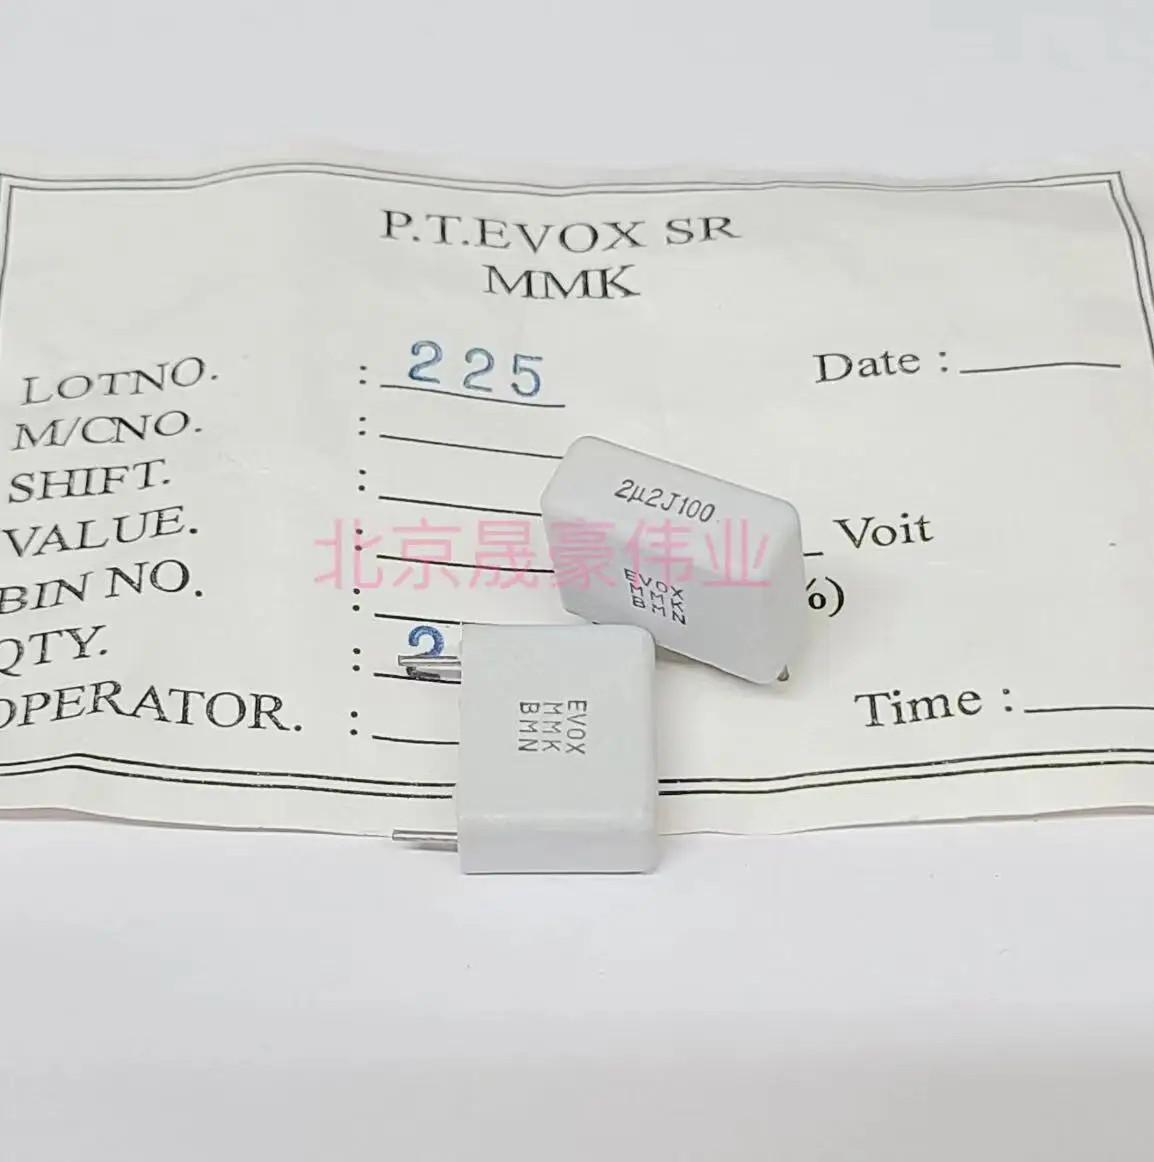 P.T.EVOX SR
MMK
LOTNO. : 225 Date :
M/CNO. :
SHIFT. :
VALUE. : Voit
BIN NO. : %)
QTY. : 2
OPERATOR. : Time :
2µ2J100
EVOX
MMK
BMN
EVOX
MMK
BMN
北京晟豪伟业